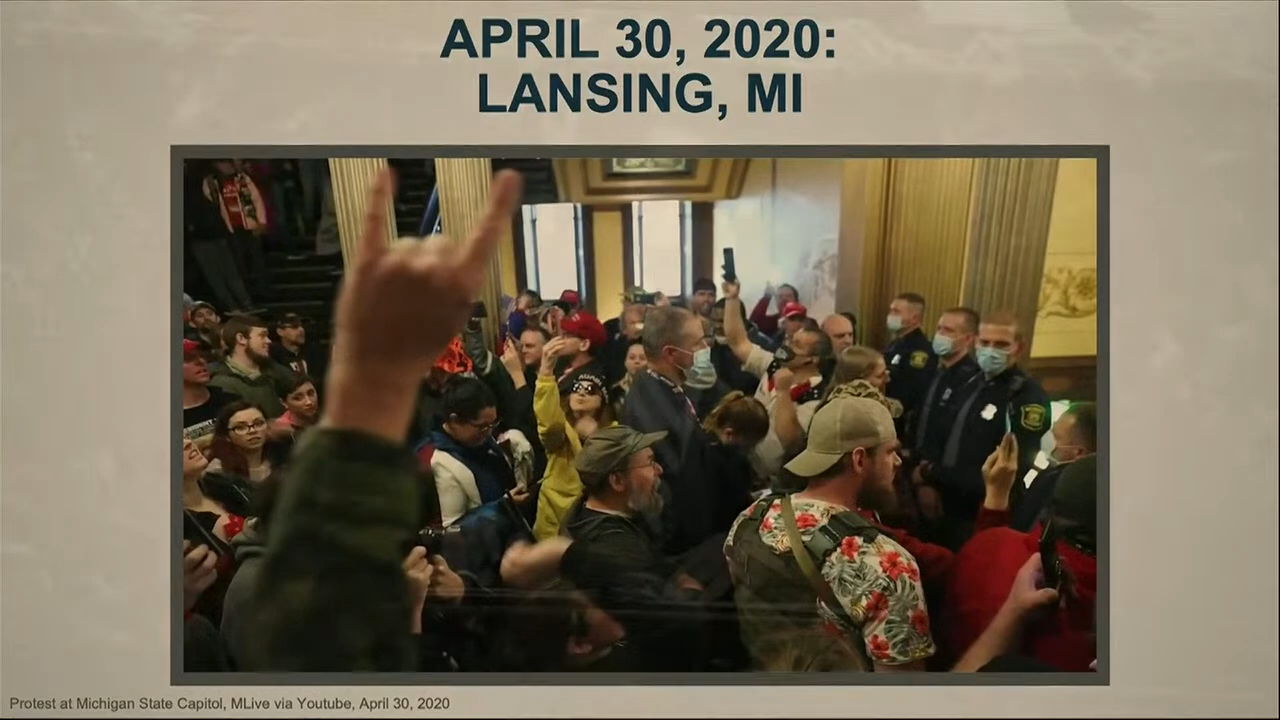 APRIL 30, 2020:
LANSING, MI
Protest at Michigan State Capitol, MLive via Youtube, April 30, 2020